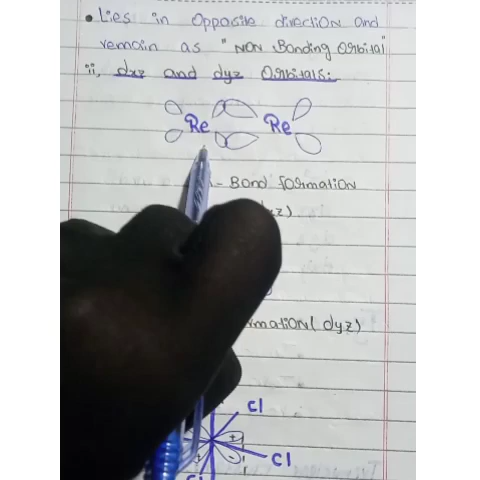 • Lies in opposite direction and
remain as "NON Bonding Orbital"
ii, dxz and dyz Orbitals:-
Re Re
- Bond formation
mation( dyz)
Cl
Cl
Cl